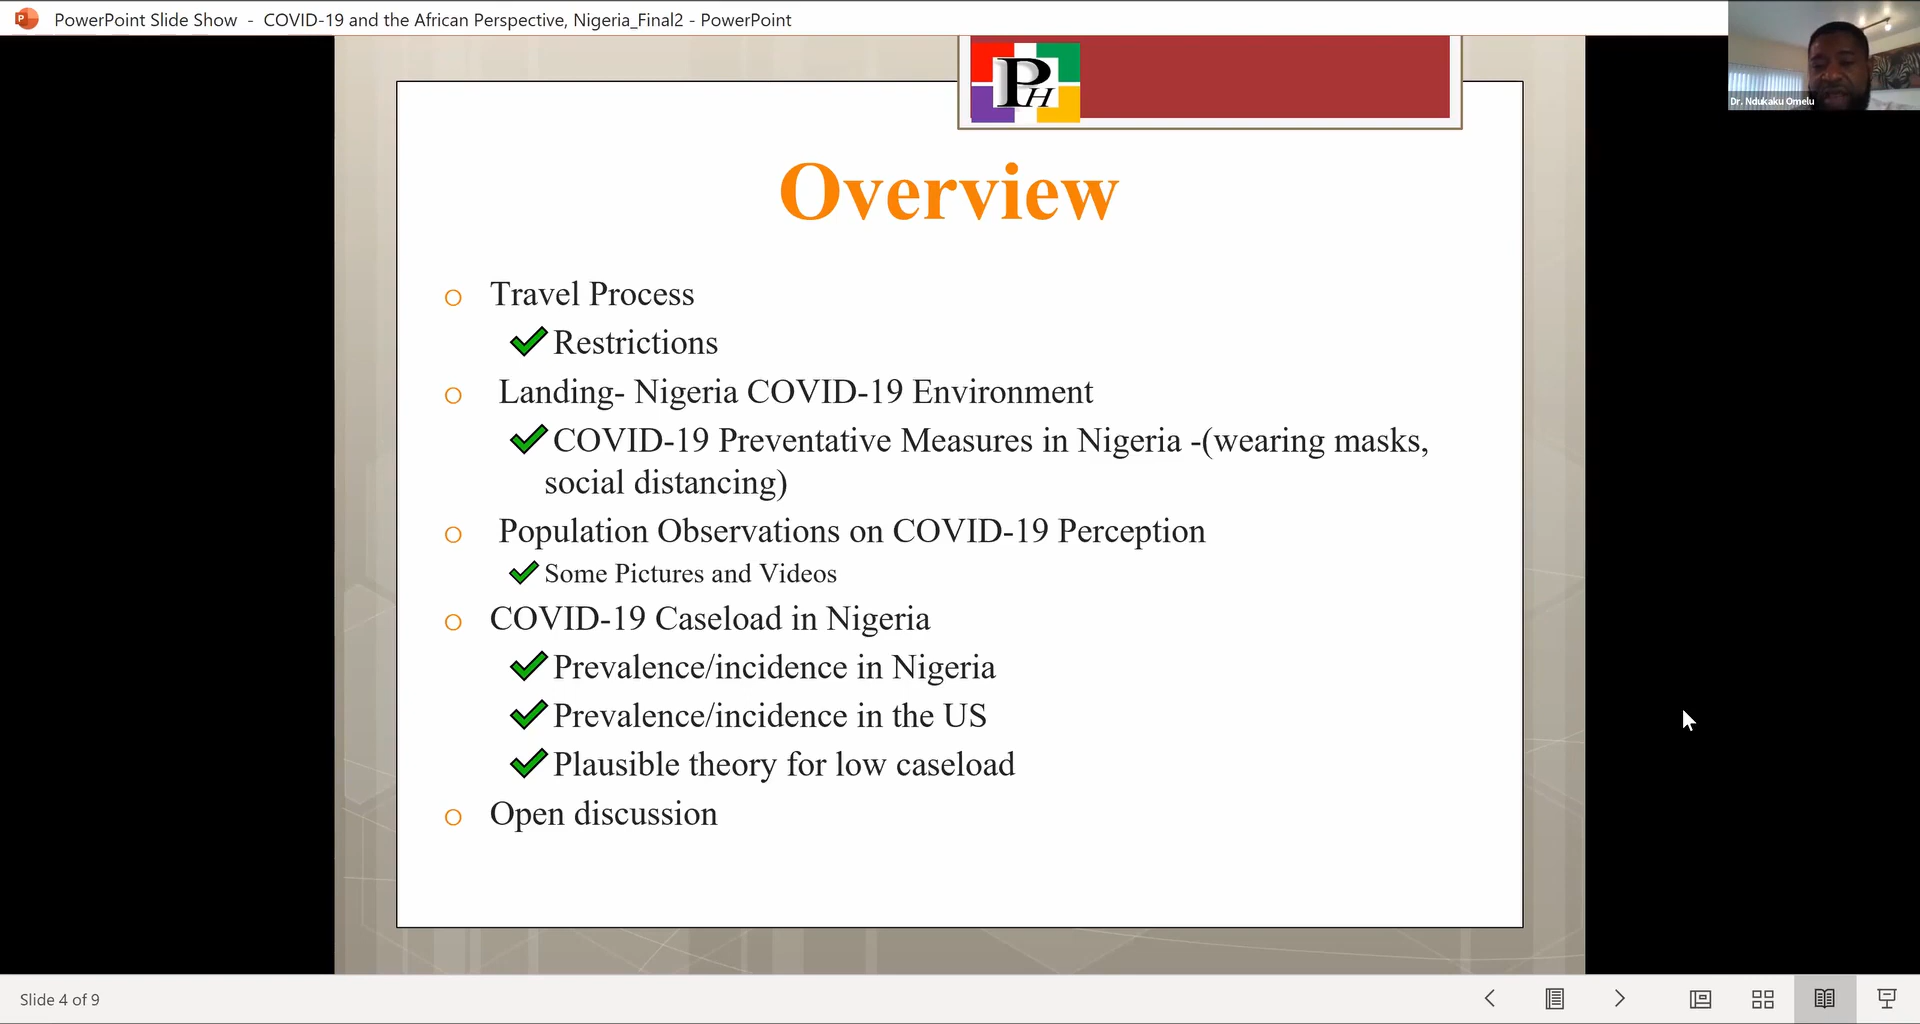 PowerPoint Slide Show - COVID-19 and the African Perspective, Nigeria_Final2 - PowerPoint
Dr. Ndukaku Omelu
PH
Overview
Travel Process
Restrictions
Landing- Nigeria COVID-19 Environment
COVID-19 Preventative Measures in Nigeria -(wearing masks,
social distancing)
Population Observations on COVID-19 Perception
Some Pictures and Videos
COVID-19 Caseload in Nigeria
Prevalence/incidence in Nigeria
Prevalence/incidence in the US
Plausible theory for low caseload
Open discussion
Slide 4 of 9